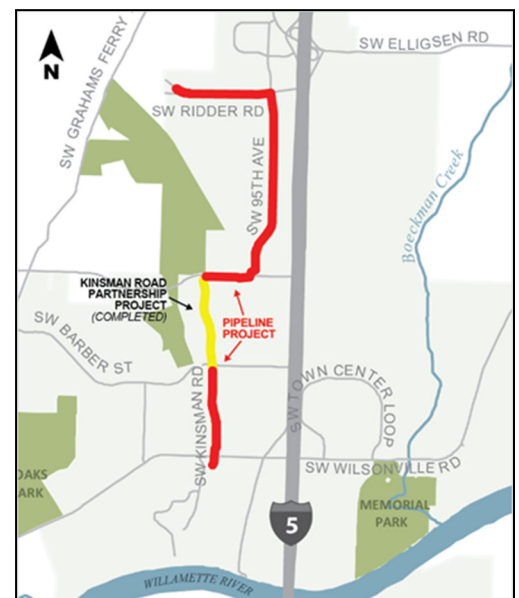 N
SW GRAHAMS FERRY
SW ELLIGSEN RD
SW RIDDER RD
SW 95TH AVE
Boeckman Creek
KINSMAN ROAD
PARTNERSHIP
PROJECT
(COMPLETED)
PIPELINE
PROJECT
SW BARBER ST
SW KINSMAN RD
SW TOWN CENTER LOOP
SW WILSONVILLE RD
OAKS
PARK
MEMORIAL
PARK
5
WILLAMETTE RIVER